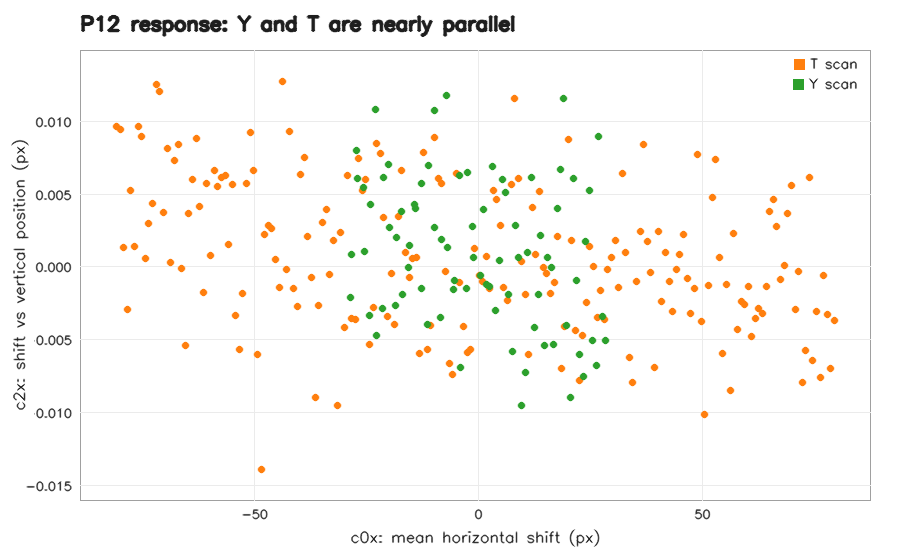 P12 response: Y and T are nearly parallel
T scan
Y scan
0.010
0.005
0.000
-0.005
-0.010
-0.015
-50
0
50
c0x: mean horizontal shift (px)
c2x: shift vs vertical position (px)